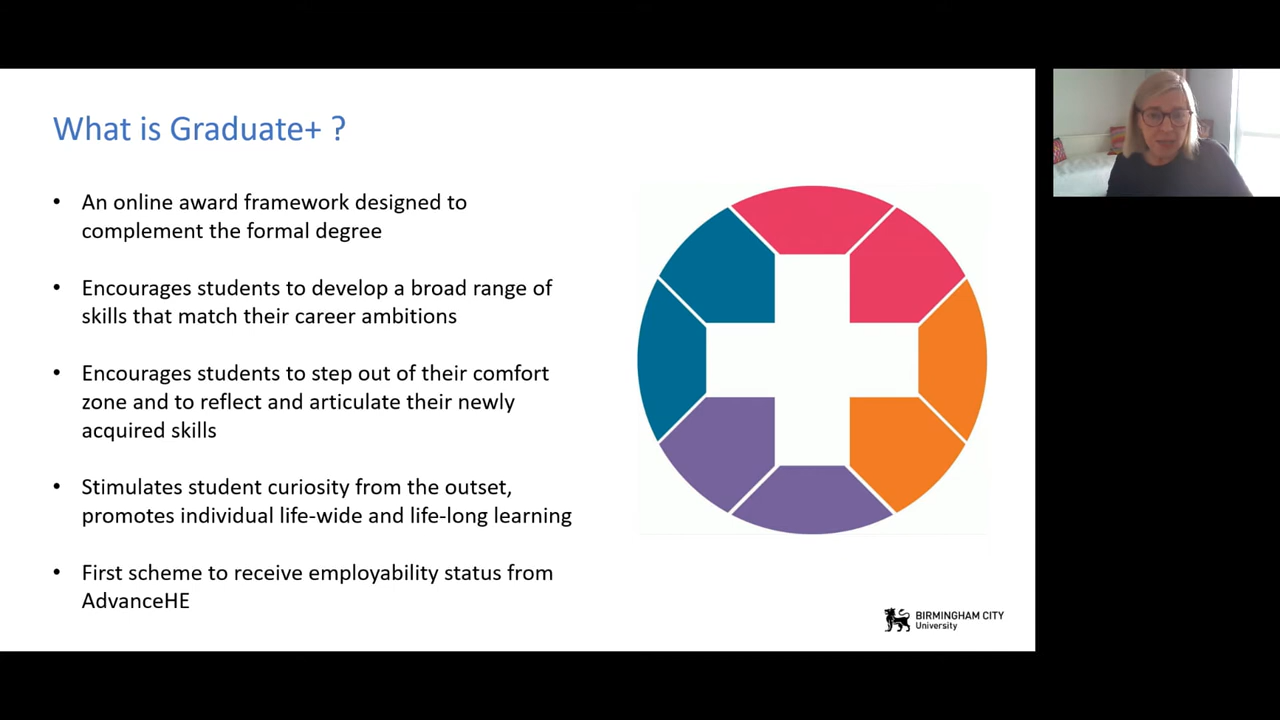 What is Graduate+ ?
• An online award framework designed to
complement the formal degree
• Encourages students to develop a broad range of
skills that match their career ambitions
• Encourages students to step out of their comfort
zone and to reflect and articulate their newly
acquired skills
• Stimulates student curiosity from the outset,
promotes individual life-wide and life-long learning
• First scheme to receive employability status from
AdvanceHE
BIRMINGHAM CITY
University